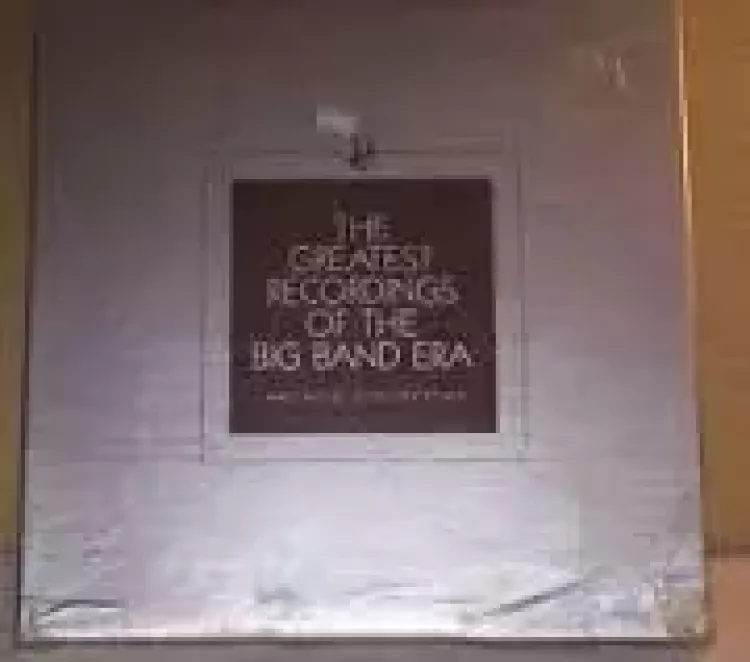 THE
GREATEST
RECORDINGS
OF THE
BIG BAND ERA